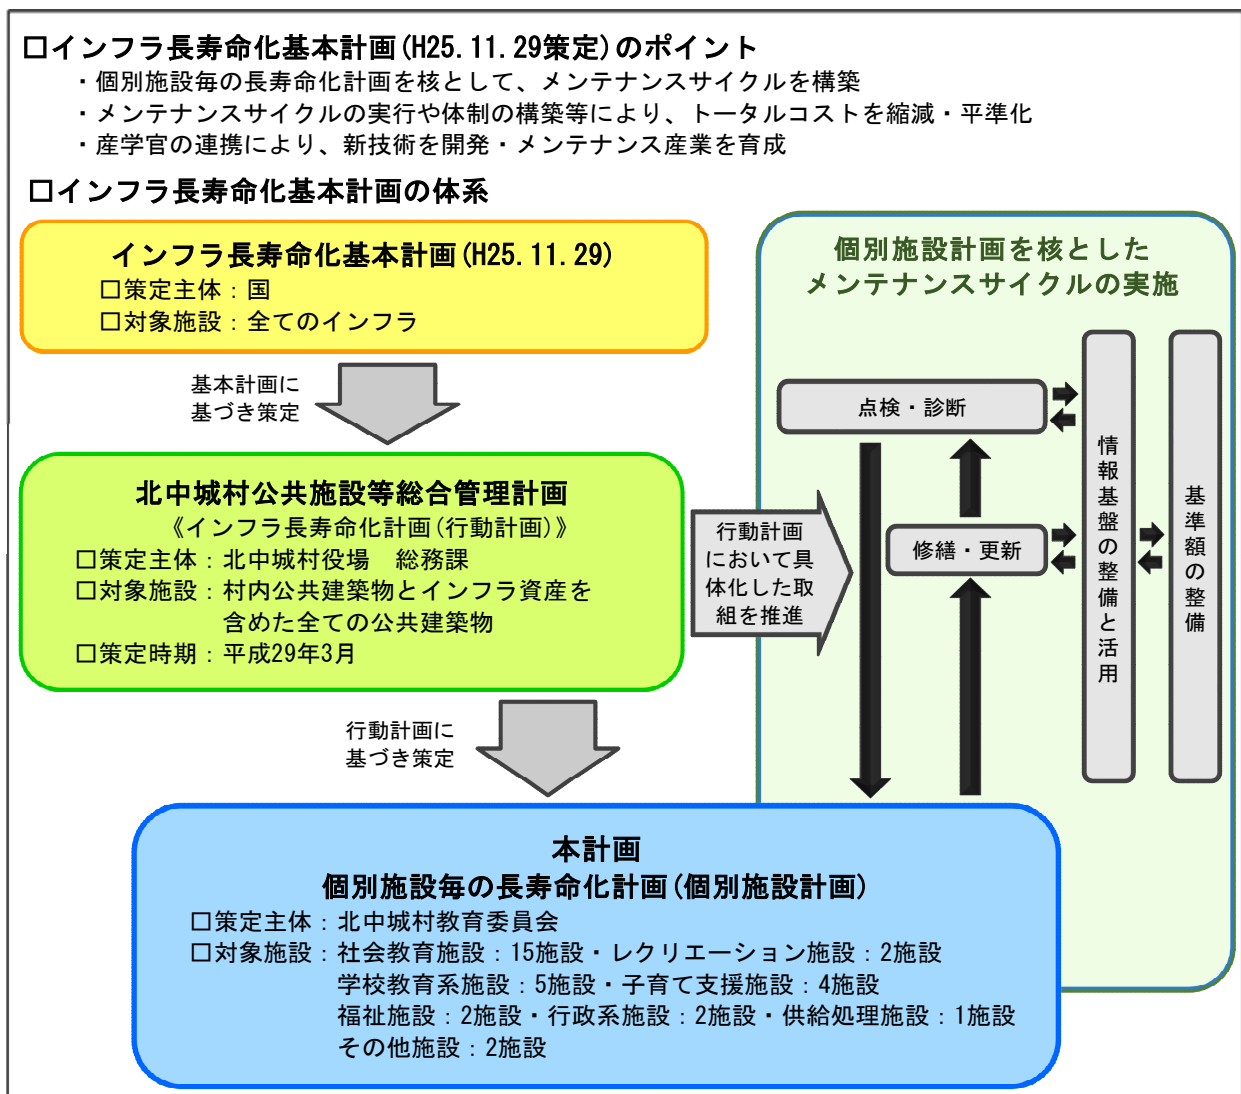 □インフラ長寿命化基本計画(H25.11.29策定)のポイント
・個別施設毎の長寿命化計画を核として、メンテナンスサイクルを構築
・メンテナンスサイクルの実行や体制の構築等により、トータルコストを縮減・平準化
・産学官の連携により、新技術を開発・メンテナンス産業を育成
□インフラ長寿命化基本計画の体系
インフラ長寿命化基本計画(H25.11.29)
□策定主体：国
□対象施設：全てのインフラ
基本計画に
基づき策定
北中城村公共施設等総合管理計画
《インフラ長寿命化計画(行動計画)》
□策定主体：北中城村役場　総務課
□対象施設：村内公共建築物とインフラ資産を
含めた全ての公共建築物
□策定時期：平成29年3月
行動計画
において具
体化した取
組を推進
行動計画に
基づき策定
個別施設計画を核とした
メンテナンスサイクルの実施
点検・診断
修繕・更新
情報基盤の整備と活用
基準額の整備
本計画
個別施設毎の長寿命化計画(個別施設計画)
□策定主体：北中城村教育委員会
□対象施設：社会教育施設：15施設・レクリエーション施設：2施設
学校教育系施設：5施設・子育て支援施設：4施設
福祉施設：2施設・行政系施設：2施設・供給処理施設：1施設
その他施設：2施設